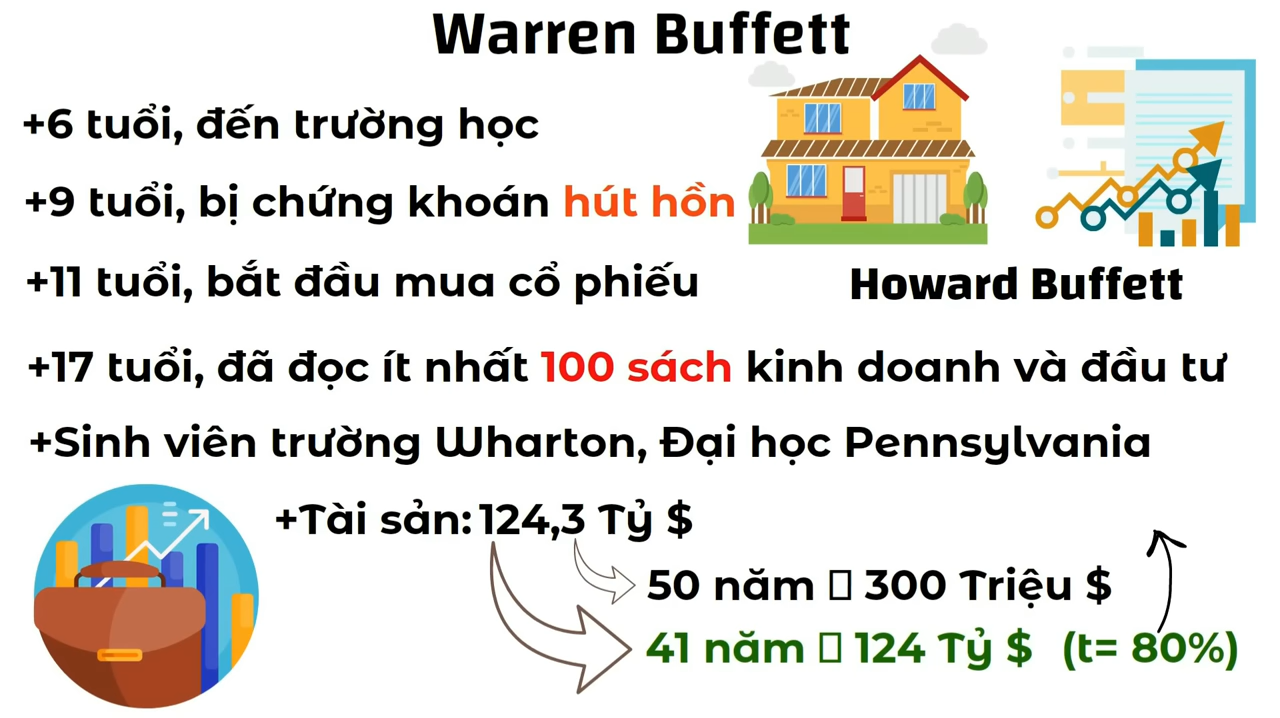 Warren Buffett
+6 tuổi, đến trường học
+9 tuổi, bị chứng khoán hút hồn
+11 tuổi, bắt đầu mua cổ phiếu
Howard Buffett
+17 tuổi, đã đọc ít nhất 100 sách kinh doanh và đầu tư
+Sinh viên trường Wharton, Đại học Pennsylvania
+Tài sản: 124,3 Tỷ $
50 năm ▯ 300 Triệu $
41 năm ▯ 124 Tỷ $ (t= 80%)